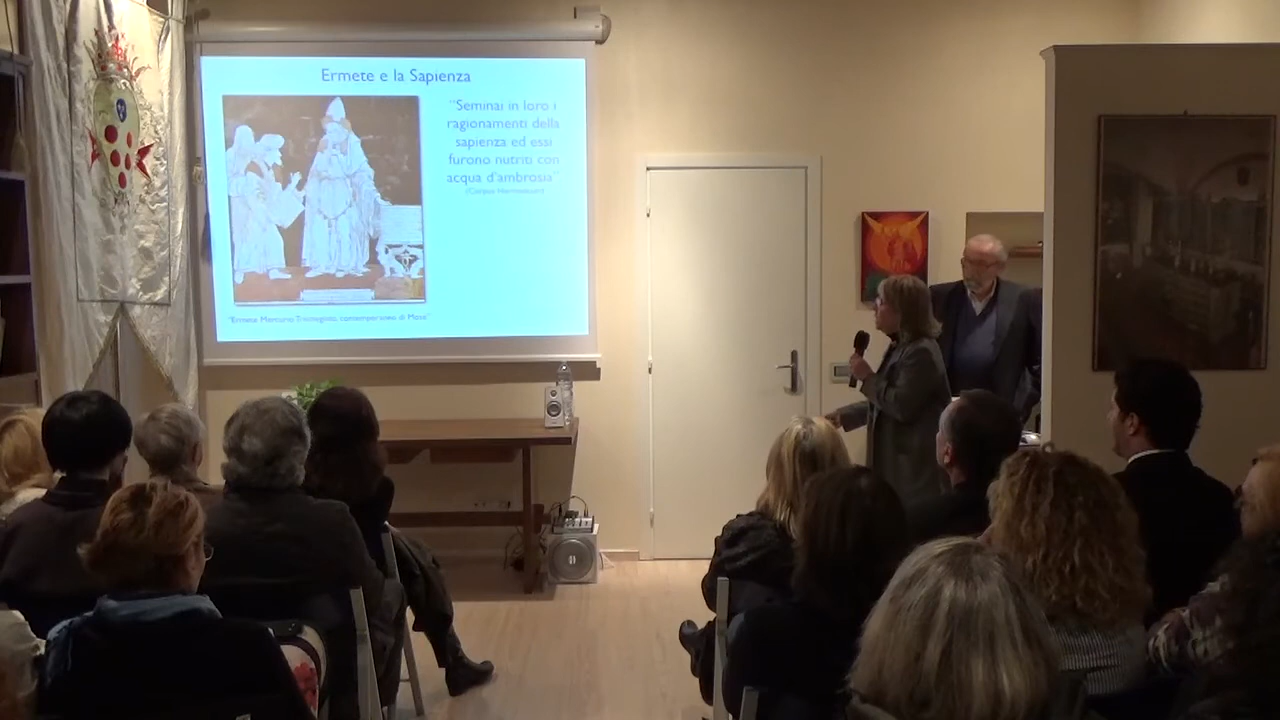 Ermete e la Sapienza
"Seminai in loro i
ragionamenti della
sapienza ed essi
furono nutriti con
acqua d'ambrosia"
(Corpus Hermeticum)
"Ermete Mercurio Trismegisto, contemporaneo di Mosè"